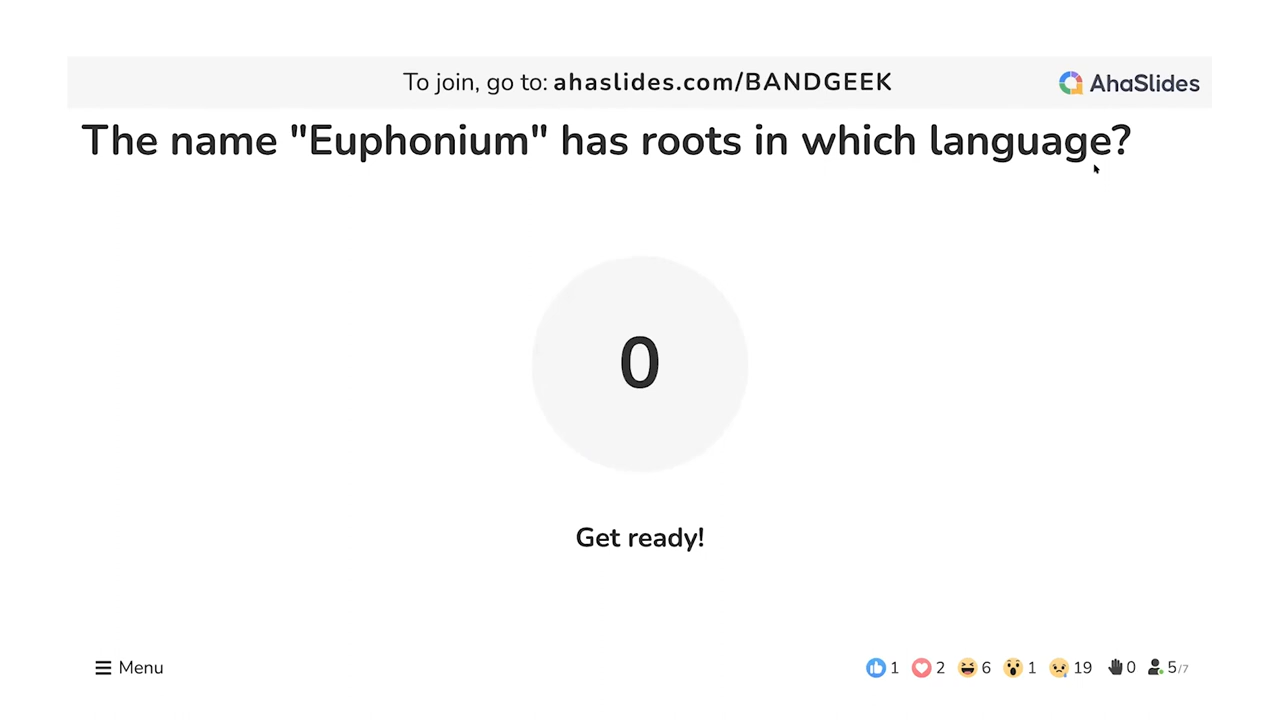 To join, go to: ahaslides.com/BANDGEEK
AhaSlides
The name "Euphonium" has roots in which language?
0
Get ready!
Menu
1 2 6 1 19 0 5/7